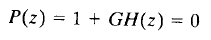 P(z) = 1 + GH(z) = 0